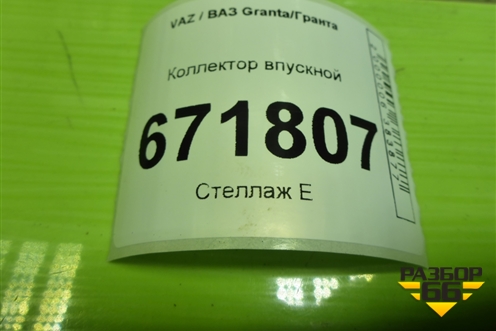 VAZ / ВАЗ Granta/Гранта
Коллектор впускной
671807
Стеллаж E
РАЗБОР
66